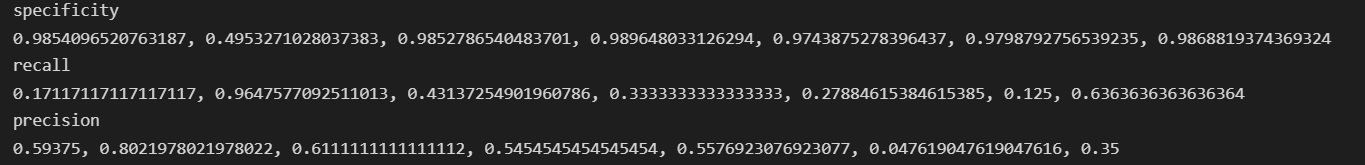 specificity
0.9854096520763187, 0.4953271028037383, 0.9852786540483701, 0.989648033126294, 0.9743875278396437, 0.9798792756539235, 0.9868819374369324
recall
0.17117117117117117, 0.9647577092511013, 0.43137254901960786, 0.3333333333333333, 0.27884615384615385, 0.125, 0.6363636363636364
precision
0.59375, 0.8021978021978022, 0.6111111111111112, 0.5454545454545454, 0.5576923076923077, 0.047619047619047616, 0.35